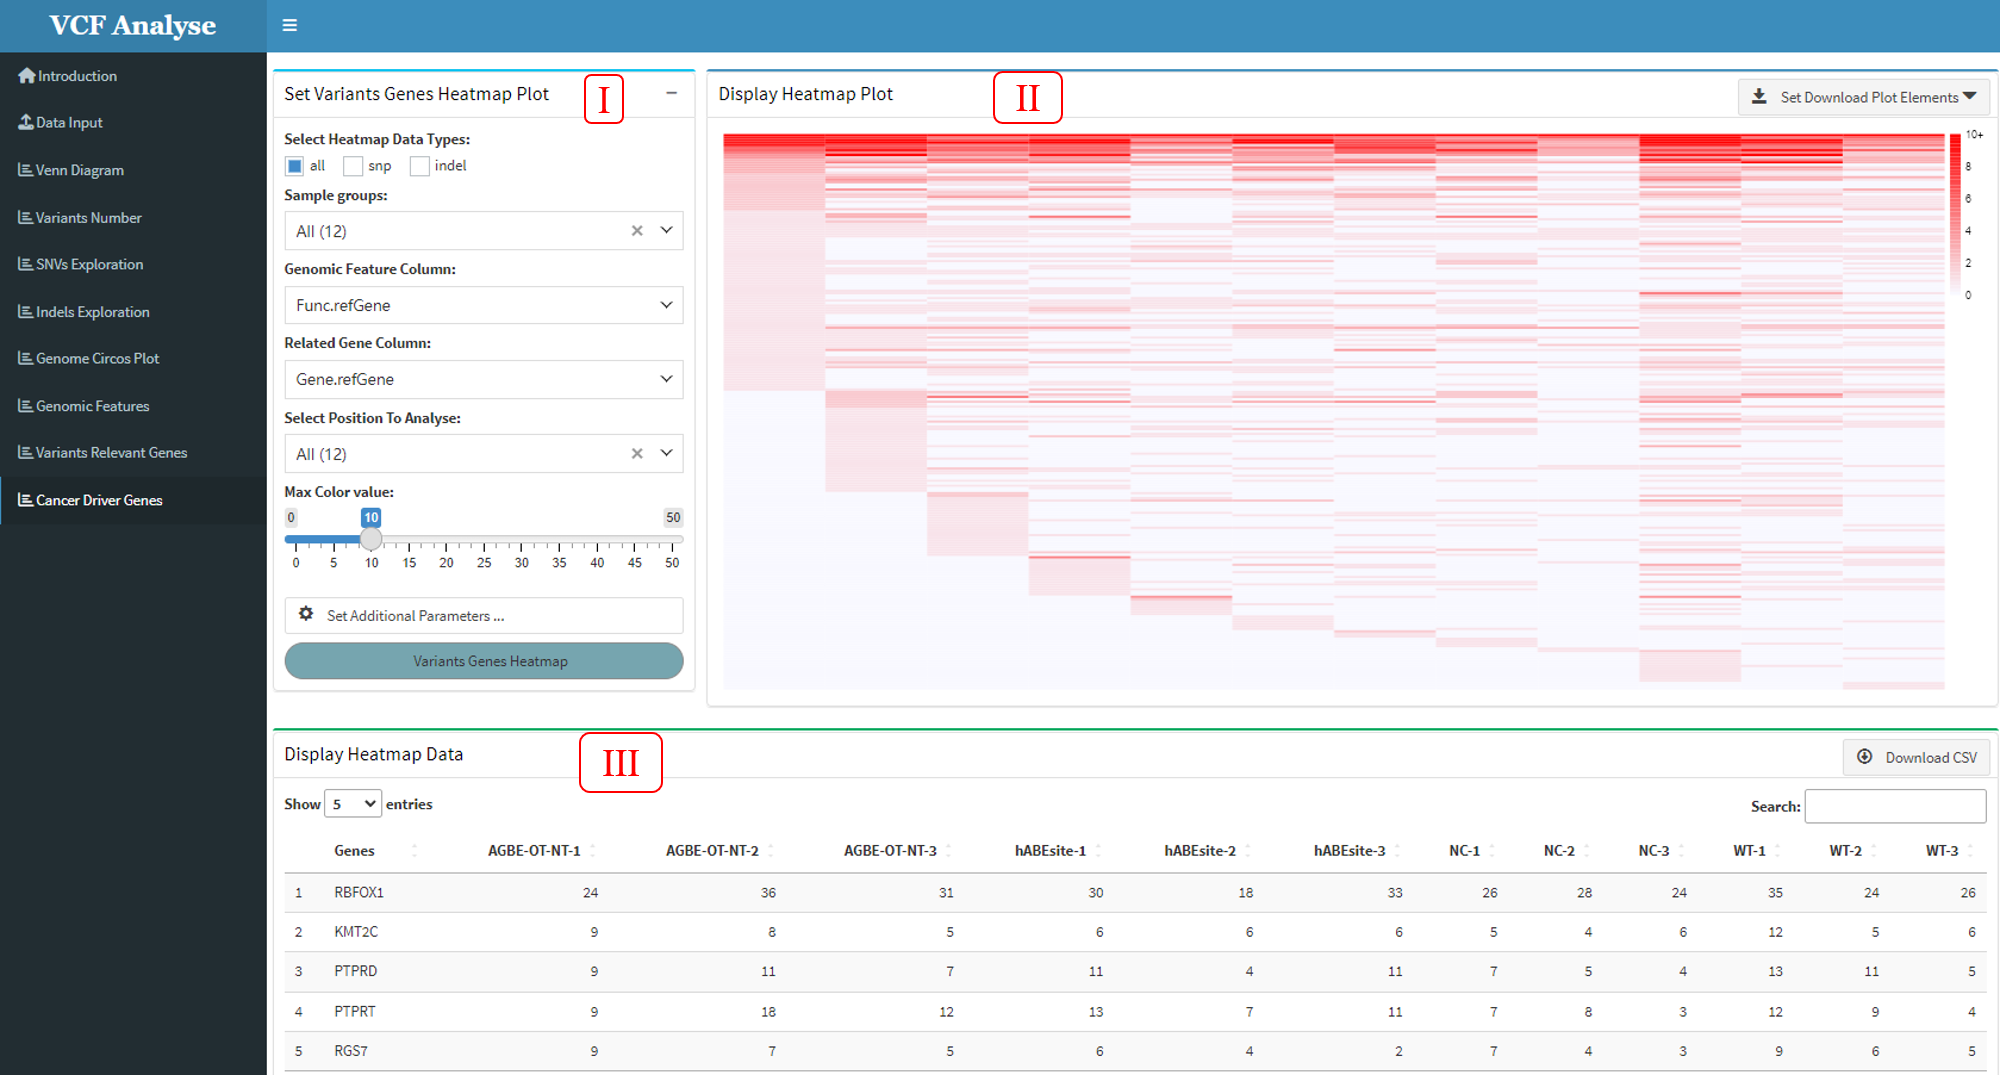 VCF Analyse
Introduction
Data Input
Venn Diagram
Variants Number
SNVs Exploration
Indels Exploration
Genome Circos Plot
Genomic Features
Variants Relevant Genes
Cancer Driver Genes
Set Variants Genes Heatmap Plot
I
Select Heatmap Data Types:
all snp indel
Sample groups:
All (12)
Genomic Feature Column:
Func.refGene
Related Gene Column:
Gene.refGene
Select Position To Analyse:
All (12)
Max Color value:
0 10 50
0 5 10 15 20 25 30 35 40 45 50
Set Additional Parameters ...
Variants Genes Heatmap
Display Heatmap Plot
II
Set Download Plot Elements
10+
8
6
4
2
0
Display Heatmap Data
III
Download CSV
Show 5 entries
Search:
Genes AGBE-OT-NT-1 AGBE-OT-NT-2 AGBE-OT-NT-3 hABEsite-1 hABEsite-2 hABEsite-3 NC-1 NC-2 NC-3 WT-1 WT-2 WT-3
1 RBFOX1 24 36 31 30 18 33 26 28 24 35 24 26
2 KMT2C 9 8 5 6 6 6 5 4 6 12 5 6
3 PTPRD 9 11 7 11 4 11 7 5 4 13 11 5
4 PTPRT 9 18 12 13 7 11 7 8 3 12 9 4
5 RGS7 9 7 5 6 4 2 7 4 3 9 6 5